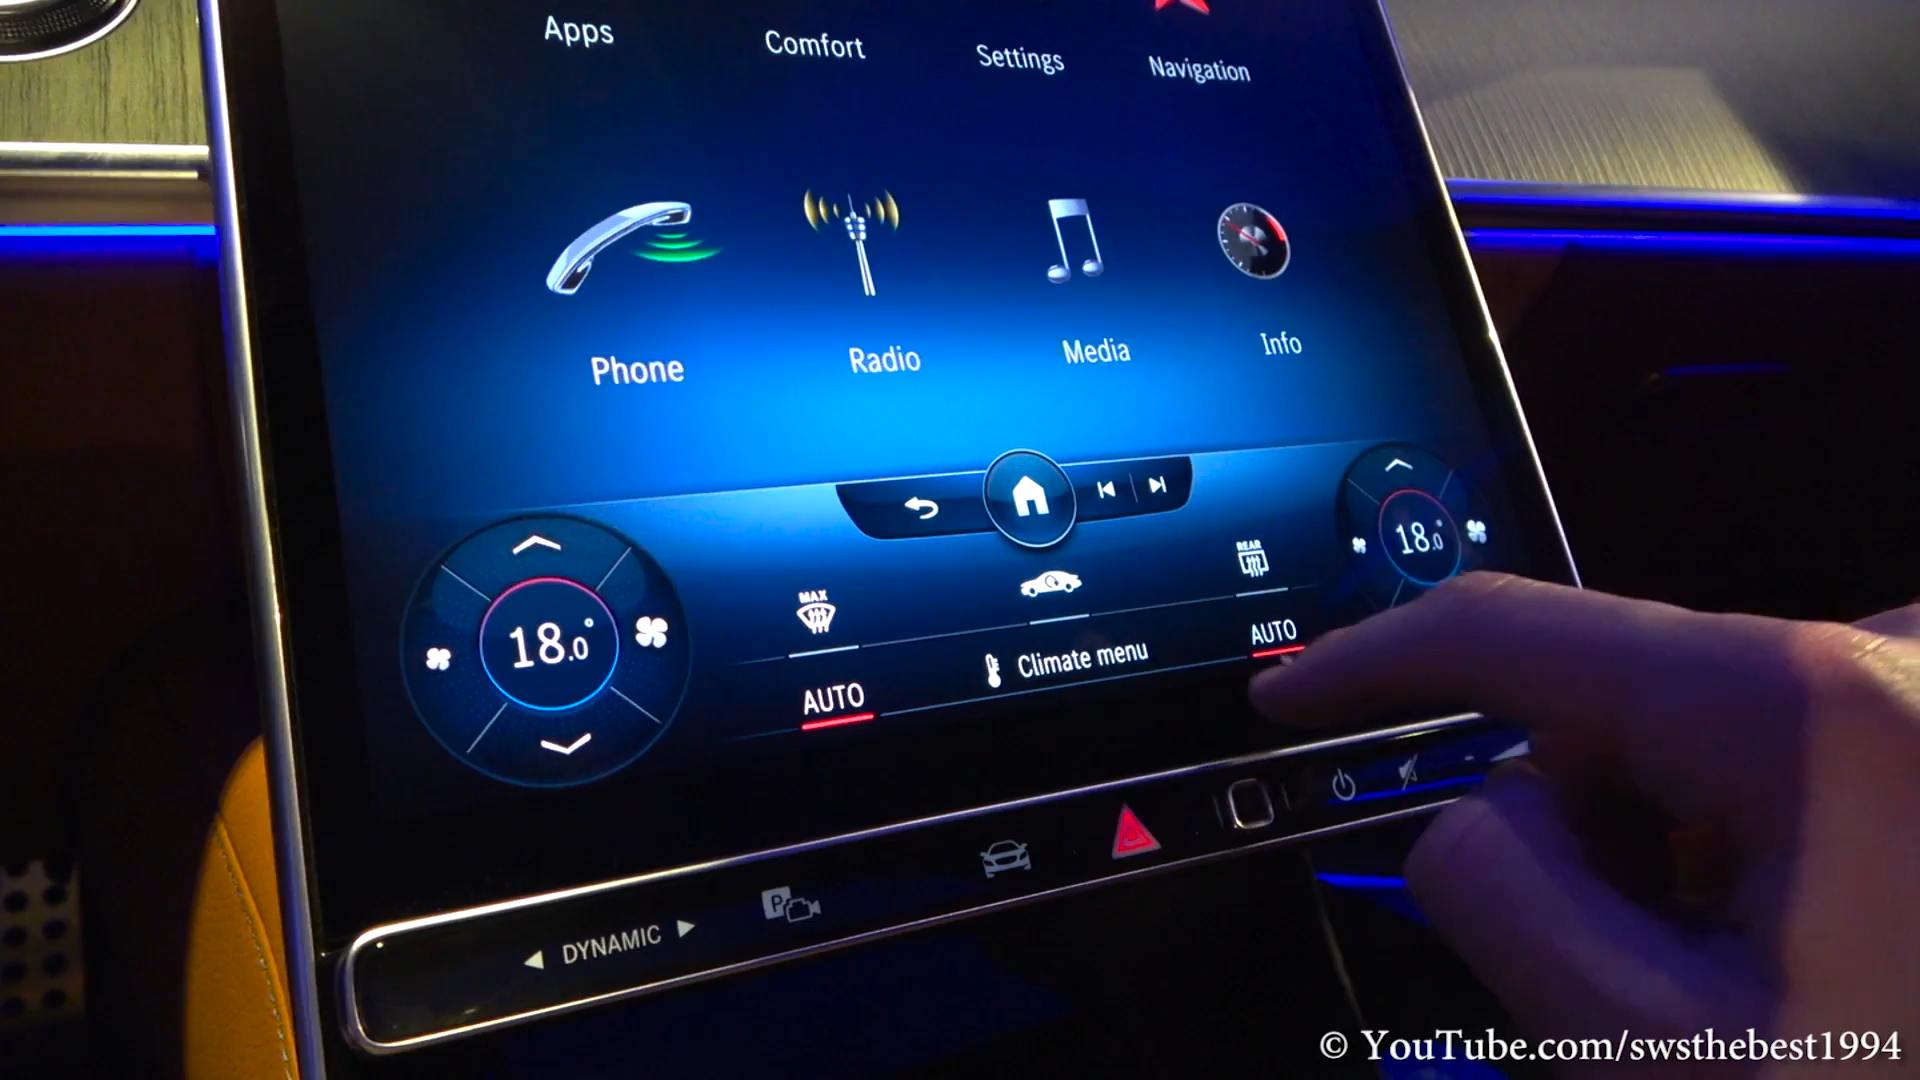 Apps
Comfort
Settings
Navigation
Phone
Radio
Media
Info
18.0°
MAX
REAR
18.0°
AUTO
Climate menu
AUTO
DYNAMIC
P
© YouTube.com/swsthebest1994